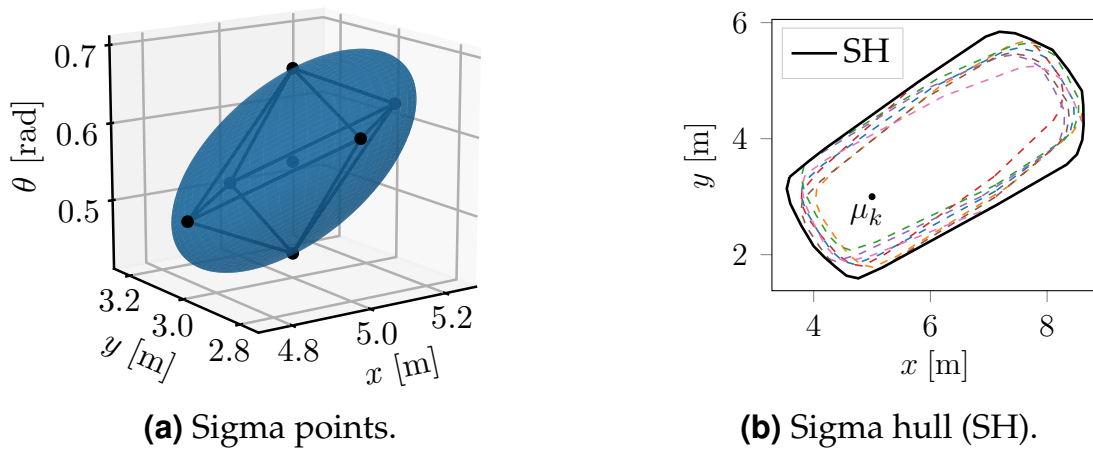 0.7
0.6
0.5
θ [rad]
3.2
3.0
2.8
y [m]
4.8
5.0
5.2
x [m]
(a) Sigma points.
6
4
2
y [m]
SH
μk
4
6
8
x [m]
(b) Sigma hull (SH).